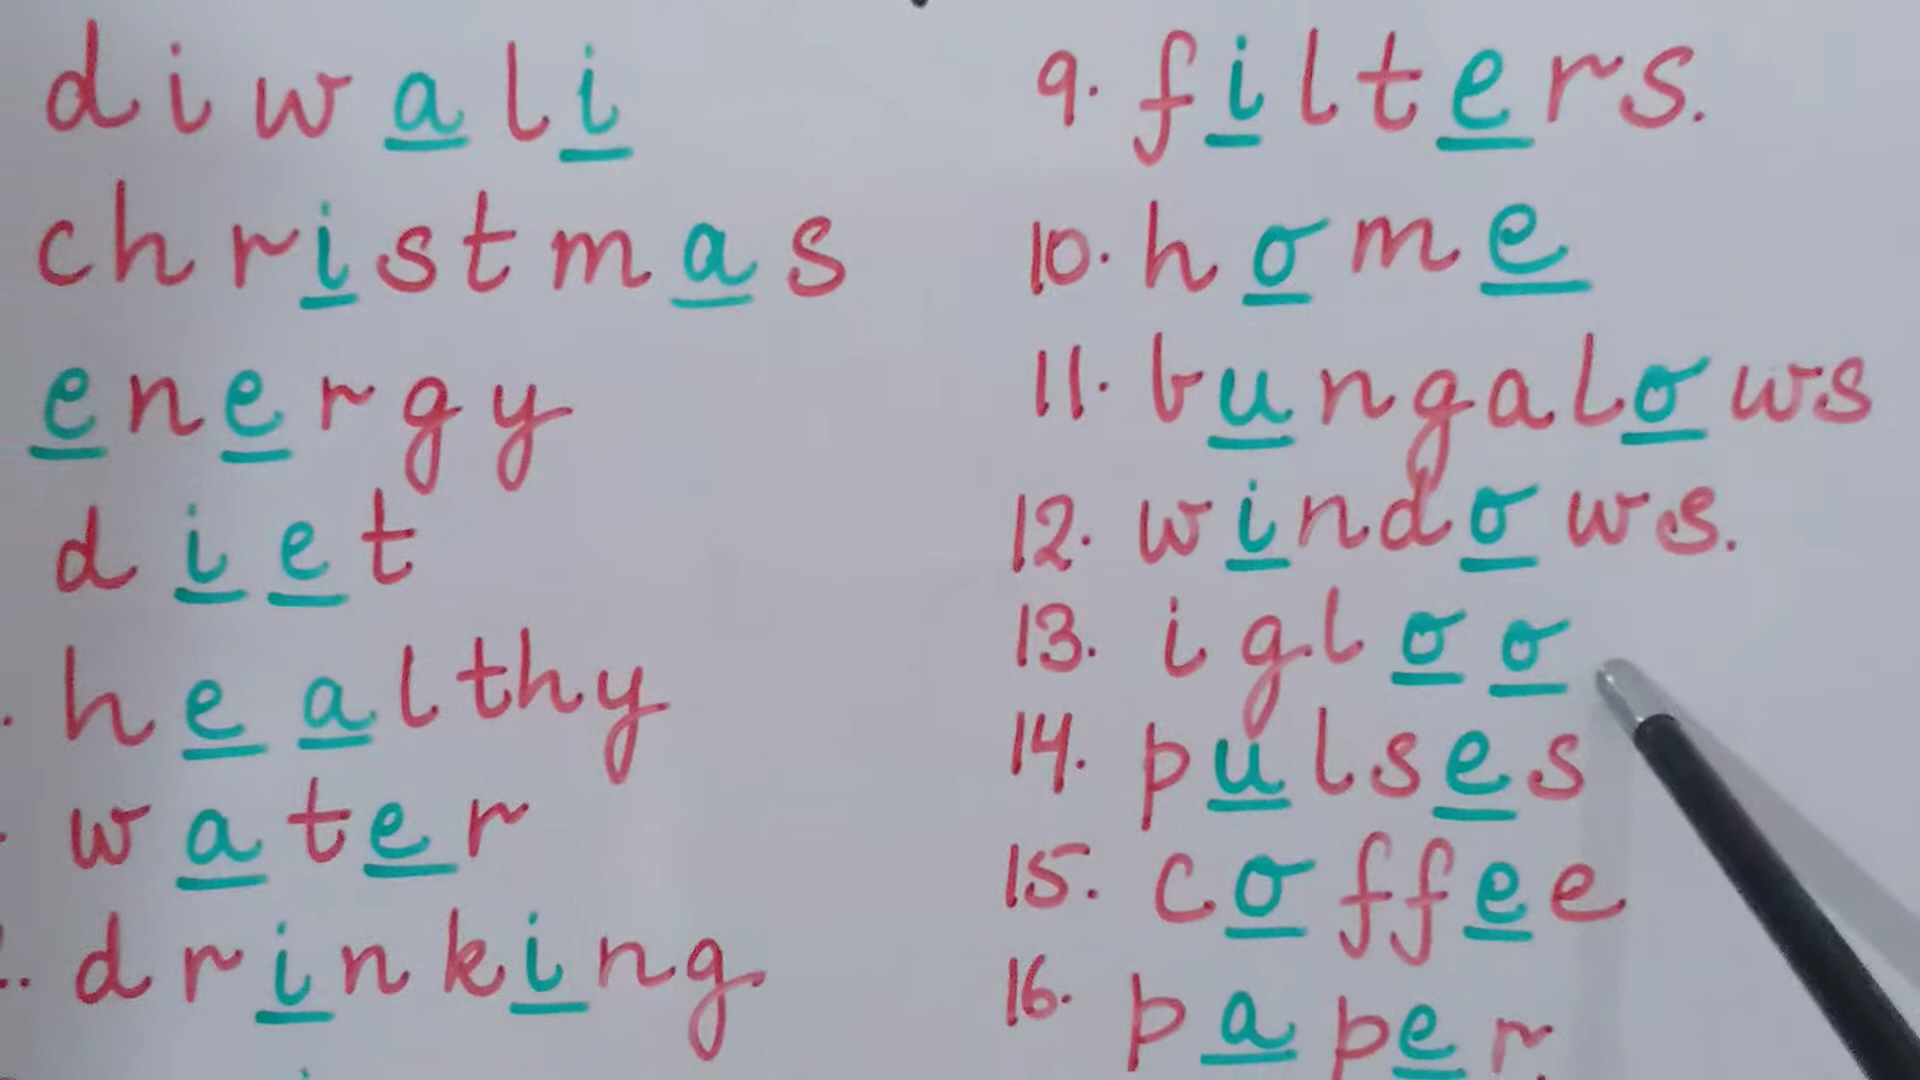 diwali
christmas
energy
diet
healthy
water
drinking
9. filters.
10. home
11. bungalows
12. windows.
13. igloo
14. pulses
15. coffee
16. paper